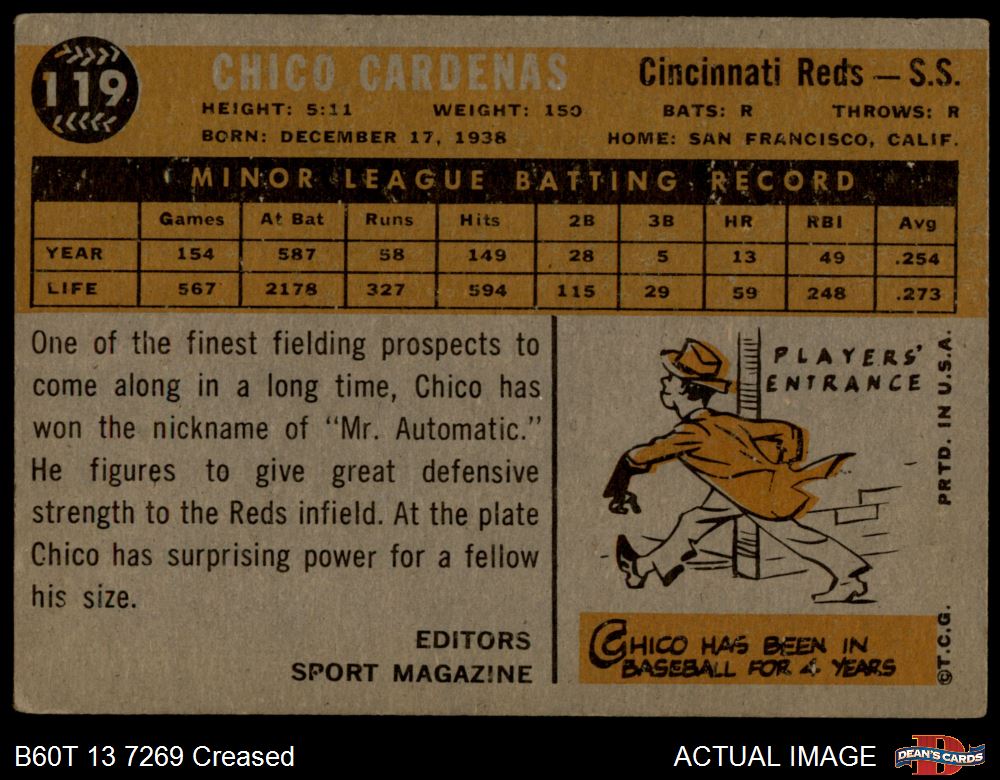 119
CHICO CARDENAS
Cincinnati Reds — S.S.
HEIGHT: 5:11 WEIGHT: 150 BATS: R THROWS: R
BORN: DECEMBER 17, 1938 HOME: SAN FRANCISCO, CALIF.
MINOR LEAGUE BATTING RECORD
Games At Bat Runs Hits 2B 3B HR RBI Avg
YEAR 154 587 58 149 28 5 13 49 .254
LIFE 567 2178 327 594 115 29 59 248 .273
One of the finest fielding prospects to
come along in a long time, Chico has
won the nickname of “Mr. Automatic.”
He figures to give great defensive
strength to the Reds infield. At the plate
Chico has surprising power for a fellow
his size.
EDITORS
SPORT MAGAZINE
PLAYERS'
ENTRANCE
CHICO HAS BEEN IN
BASEBALL FOR 4 YEARS
PRTD. IN U.S.A.
©T.C.G.
B60T 13 7269 Creased
ACTUAL IMAGE
DEAN'S CARDS